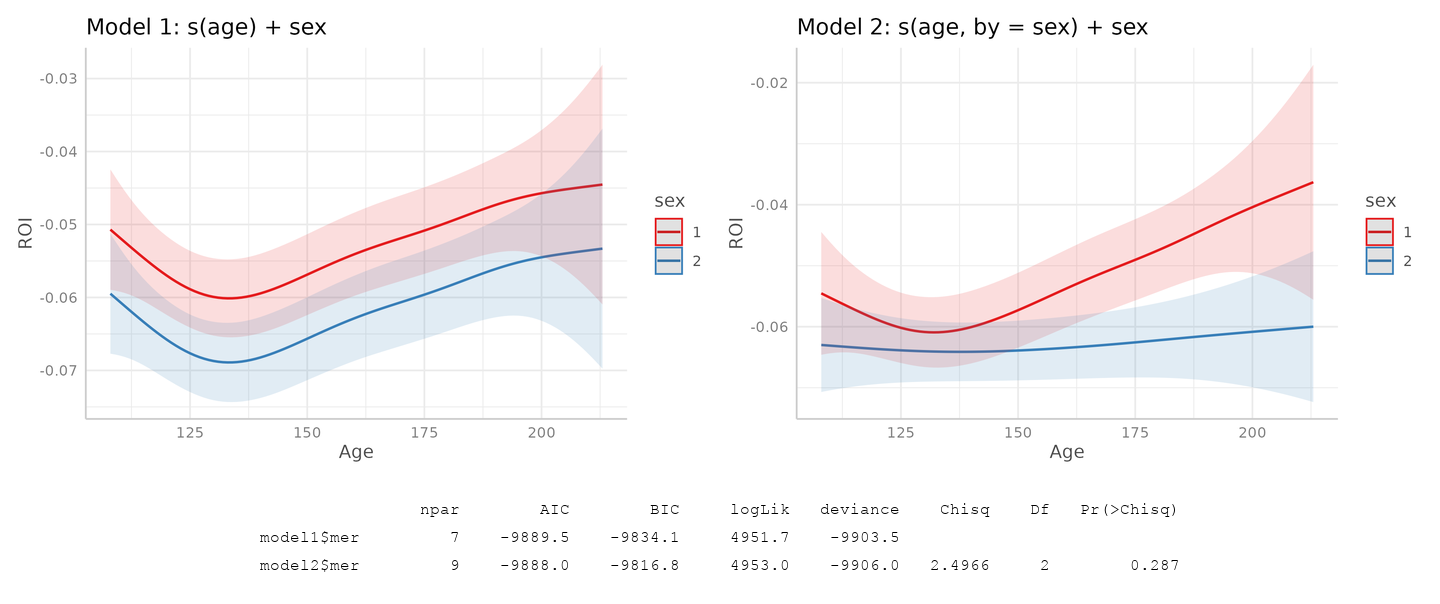 Model 1: s(age) + sex
-0.03
-0.04
-0.05
-0.06
-0.07
ROI
125 150 175 200
Age
sex
1
2
Model 2: s(age, by = sex) + sex
-0.02
-0.04
-0.06
ROI
125 150 175 200
Age
sex
1
2
npar AIC BIC logLik deviance Chisq Df Pr(>Chisq)
model1$mer 7 -9889.5 -9834.1 4951.7 -9903.5
model2$mer 9 -9888.0 -9816.8 4953.0 -9906.0 2.4966 2 0.287